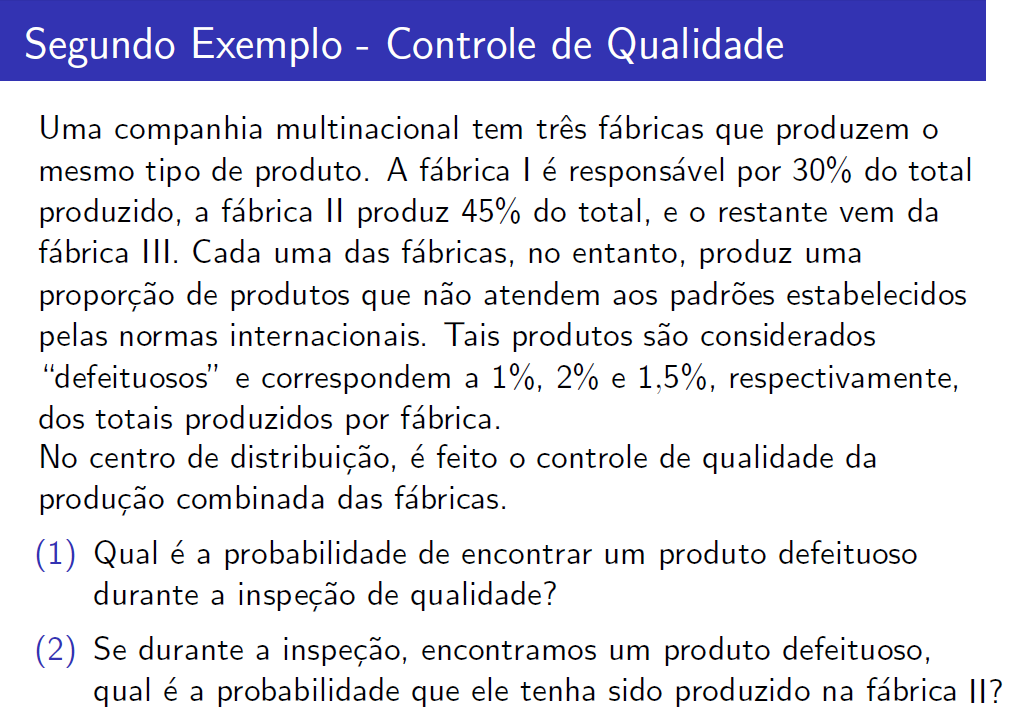 Segundo Exemplo - Controle de Qualidade
Uma companhia multinacional tem três fábricas que produzem o
mesmo tipo de produto. A fábrica I é responsável por 30% do total
produzido, a fábrica II produz 45% do total, e o restante vem da
fábrica III. Cada uma das fábricas, no entanto, produz uma
proporção de produtos que não atendem aos padrões estabelecidos
pelas normas internacionais. Tais produtos são considerados
“defeituosos” e correspondem a 1%, 2% e 1,5%, respectivamente,
dos totais produzidos por fábrica.
No centro de distribuição, é feito o controle de qualidade da
produção combinada das fábricas.
(1) Qual é a probabilidade de encontrar um produto defeituoso
durante a inspeção de qualidade?
(2) Se durante a inspeção, encontramos um produto defeituoso,
qual é a probabilidade que ele tenha sido produzido na fábrica II?